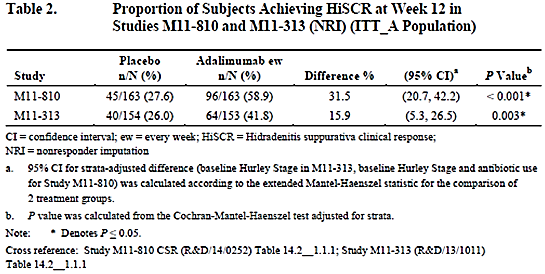 Table 2. Proportion of Subjects Achieving HiSCR at Week 12 in
Studies M11-810 and M11-313 (NRI) (ITT_A Population)
Placebo Adalimumab ew
Study n/N (%) n/N (%) Difference % (95% CI)a P Valueb
M11-810 45/163 (27.6) 96/163 (58.9) 31.5 (20.7, 42.2) < 0.001*
M11-313 40/154 (26.0) 64/153 (41.8) 15.9 (5.3, 26.5) 0.003*
CI = confidence interval; ew = every week; HiSCR = Hidradenitis suppurativa clinical response;
NRI = nonresponder imputation
a. 95% CI for strata-adjusted difference (baseline Hurley Stage in M11-313, baseline Hurley Stage and antibiotic use
for Study M11-810) was calculated according to the extended Mantel-Haenszel statistic for the comparison of
2 treatment groups.
b. P value was calculated from the Cochran-Mantel-Haenszel test adjusted for strata.
Note: * Denotes P ≤ 0.05.
Cross reference: Study M11-810 CSR (R&D/14/0252) Table 14.2__1.1.1; Study M11-313 (R&D/13/1011)
Table 14.2__1.1.1